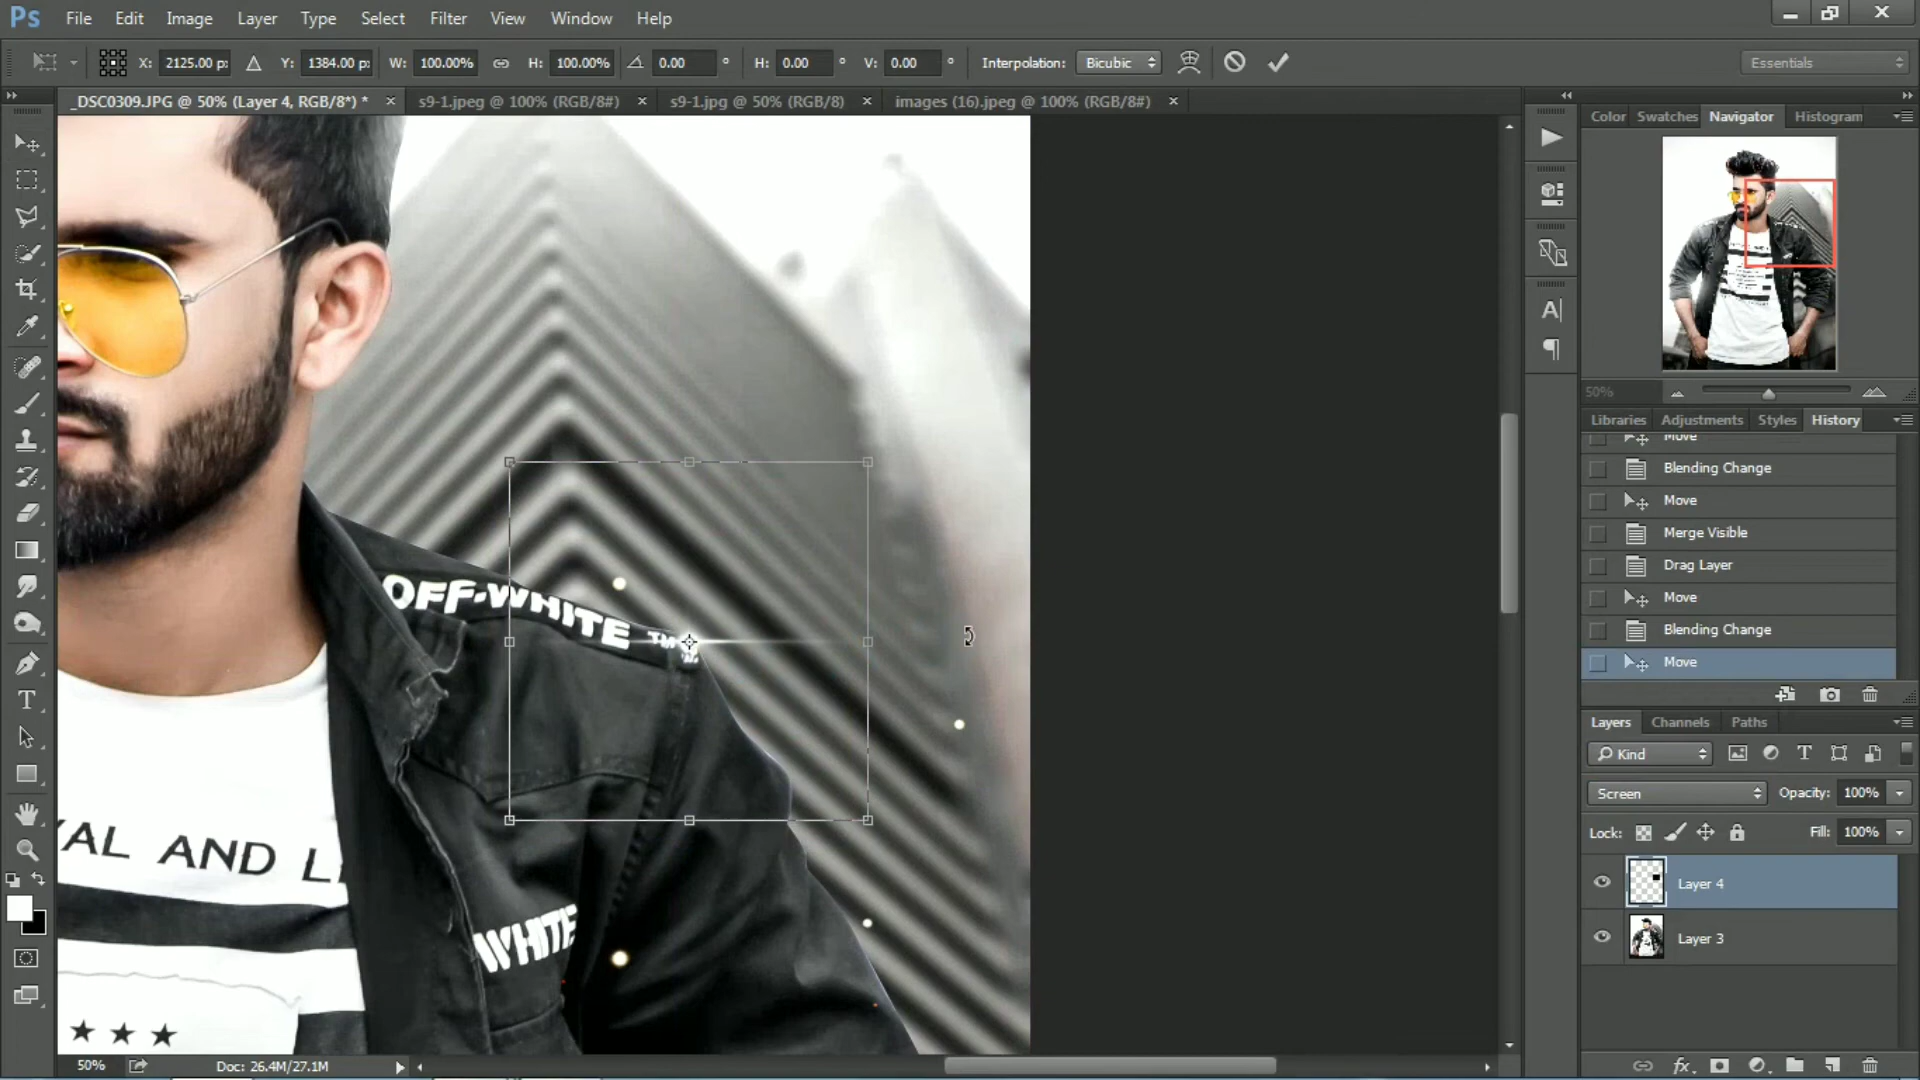 Ps File Edit Image Layer Type Select Filter View Window Help
X: 2125.00 p Y: 1384.00 p W: 100.00% H: 100.00% 0.00 ° H: 0.00 ° V: 0.00 ° Interpolation: Bicubic Essentials
_DSC0309.JPG @ 50% (Layer 4, RGB/8*) * × s9-1.jpeg @ 100% (RGB/8#) × s9-1.jpg @ 50% (RGB/8) × images (16).jpeg @ 100% (RGB/8#) ×
Color Swatches Navigator Histogram
50%
Libraries Adjustments Styles History
Move
Blending Change
Move
Merge Visible
Drag Layer
Move
Blending Change
Move
Layers Channels Paths
Kind
Screen Opacity: 100%
Lock: Fill: 100%
Layer 4
Layer 3
OFF-WHITE TM
YAL AND LI
WHITE
50% Doc: 26.4M/27.1M